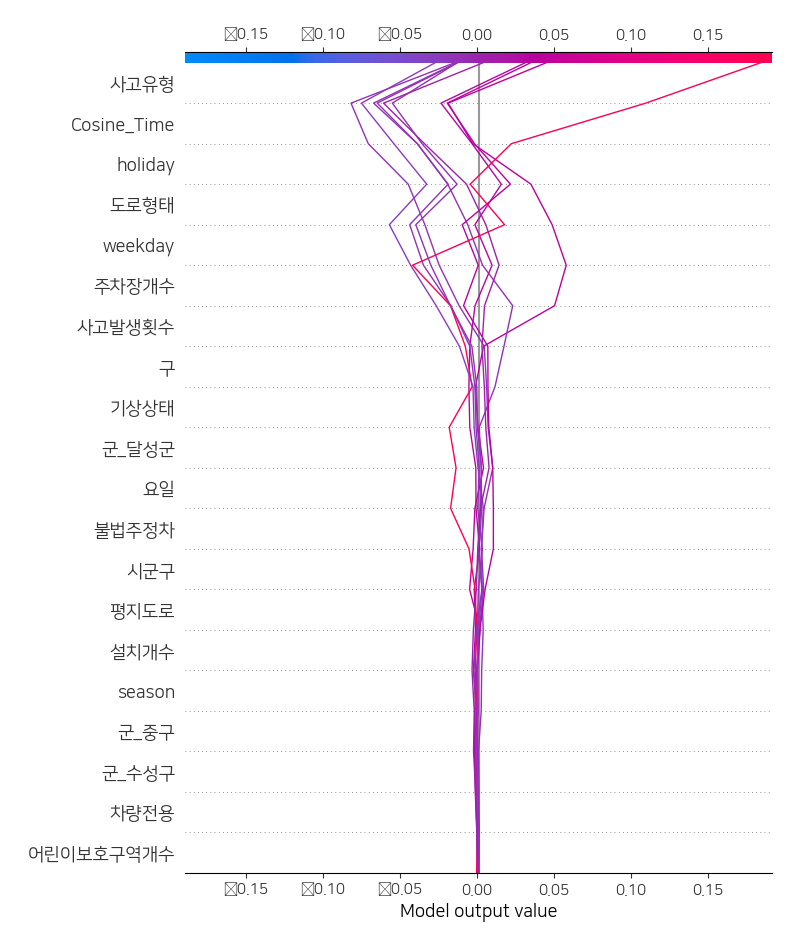 ☒0.15 ☒0.10 ☒0.05 0.00 0.05 0.10 0.15
사고유형
Cosine_Time
holiday
도로형태
weekday
주차장개수
사고발생횟수
구
기상상태
군_달성군
요일
불법주정차
시군구
평지도로
설치개수
season
군_중구
군_수성구
차량전용
어린이보호구역개수
☒0.15 ☒0.10 ☒0.05 0.00 0.05 0.10 0.15
Model output value